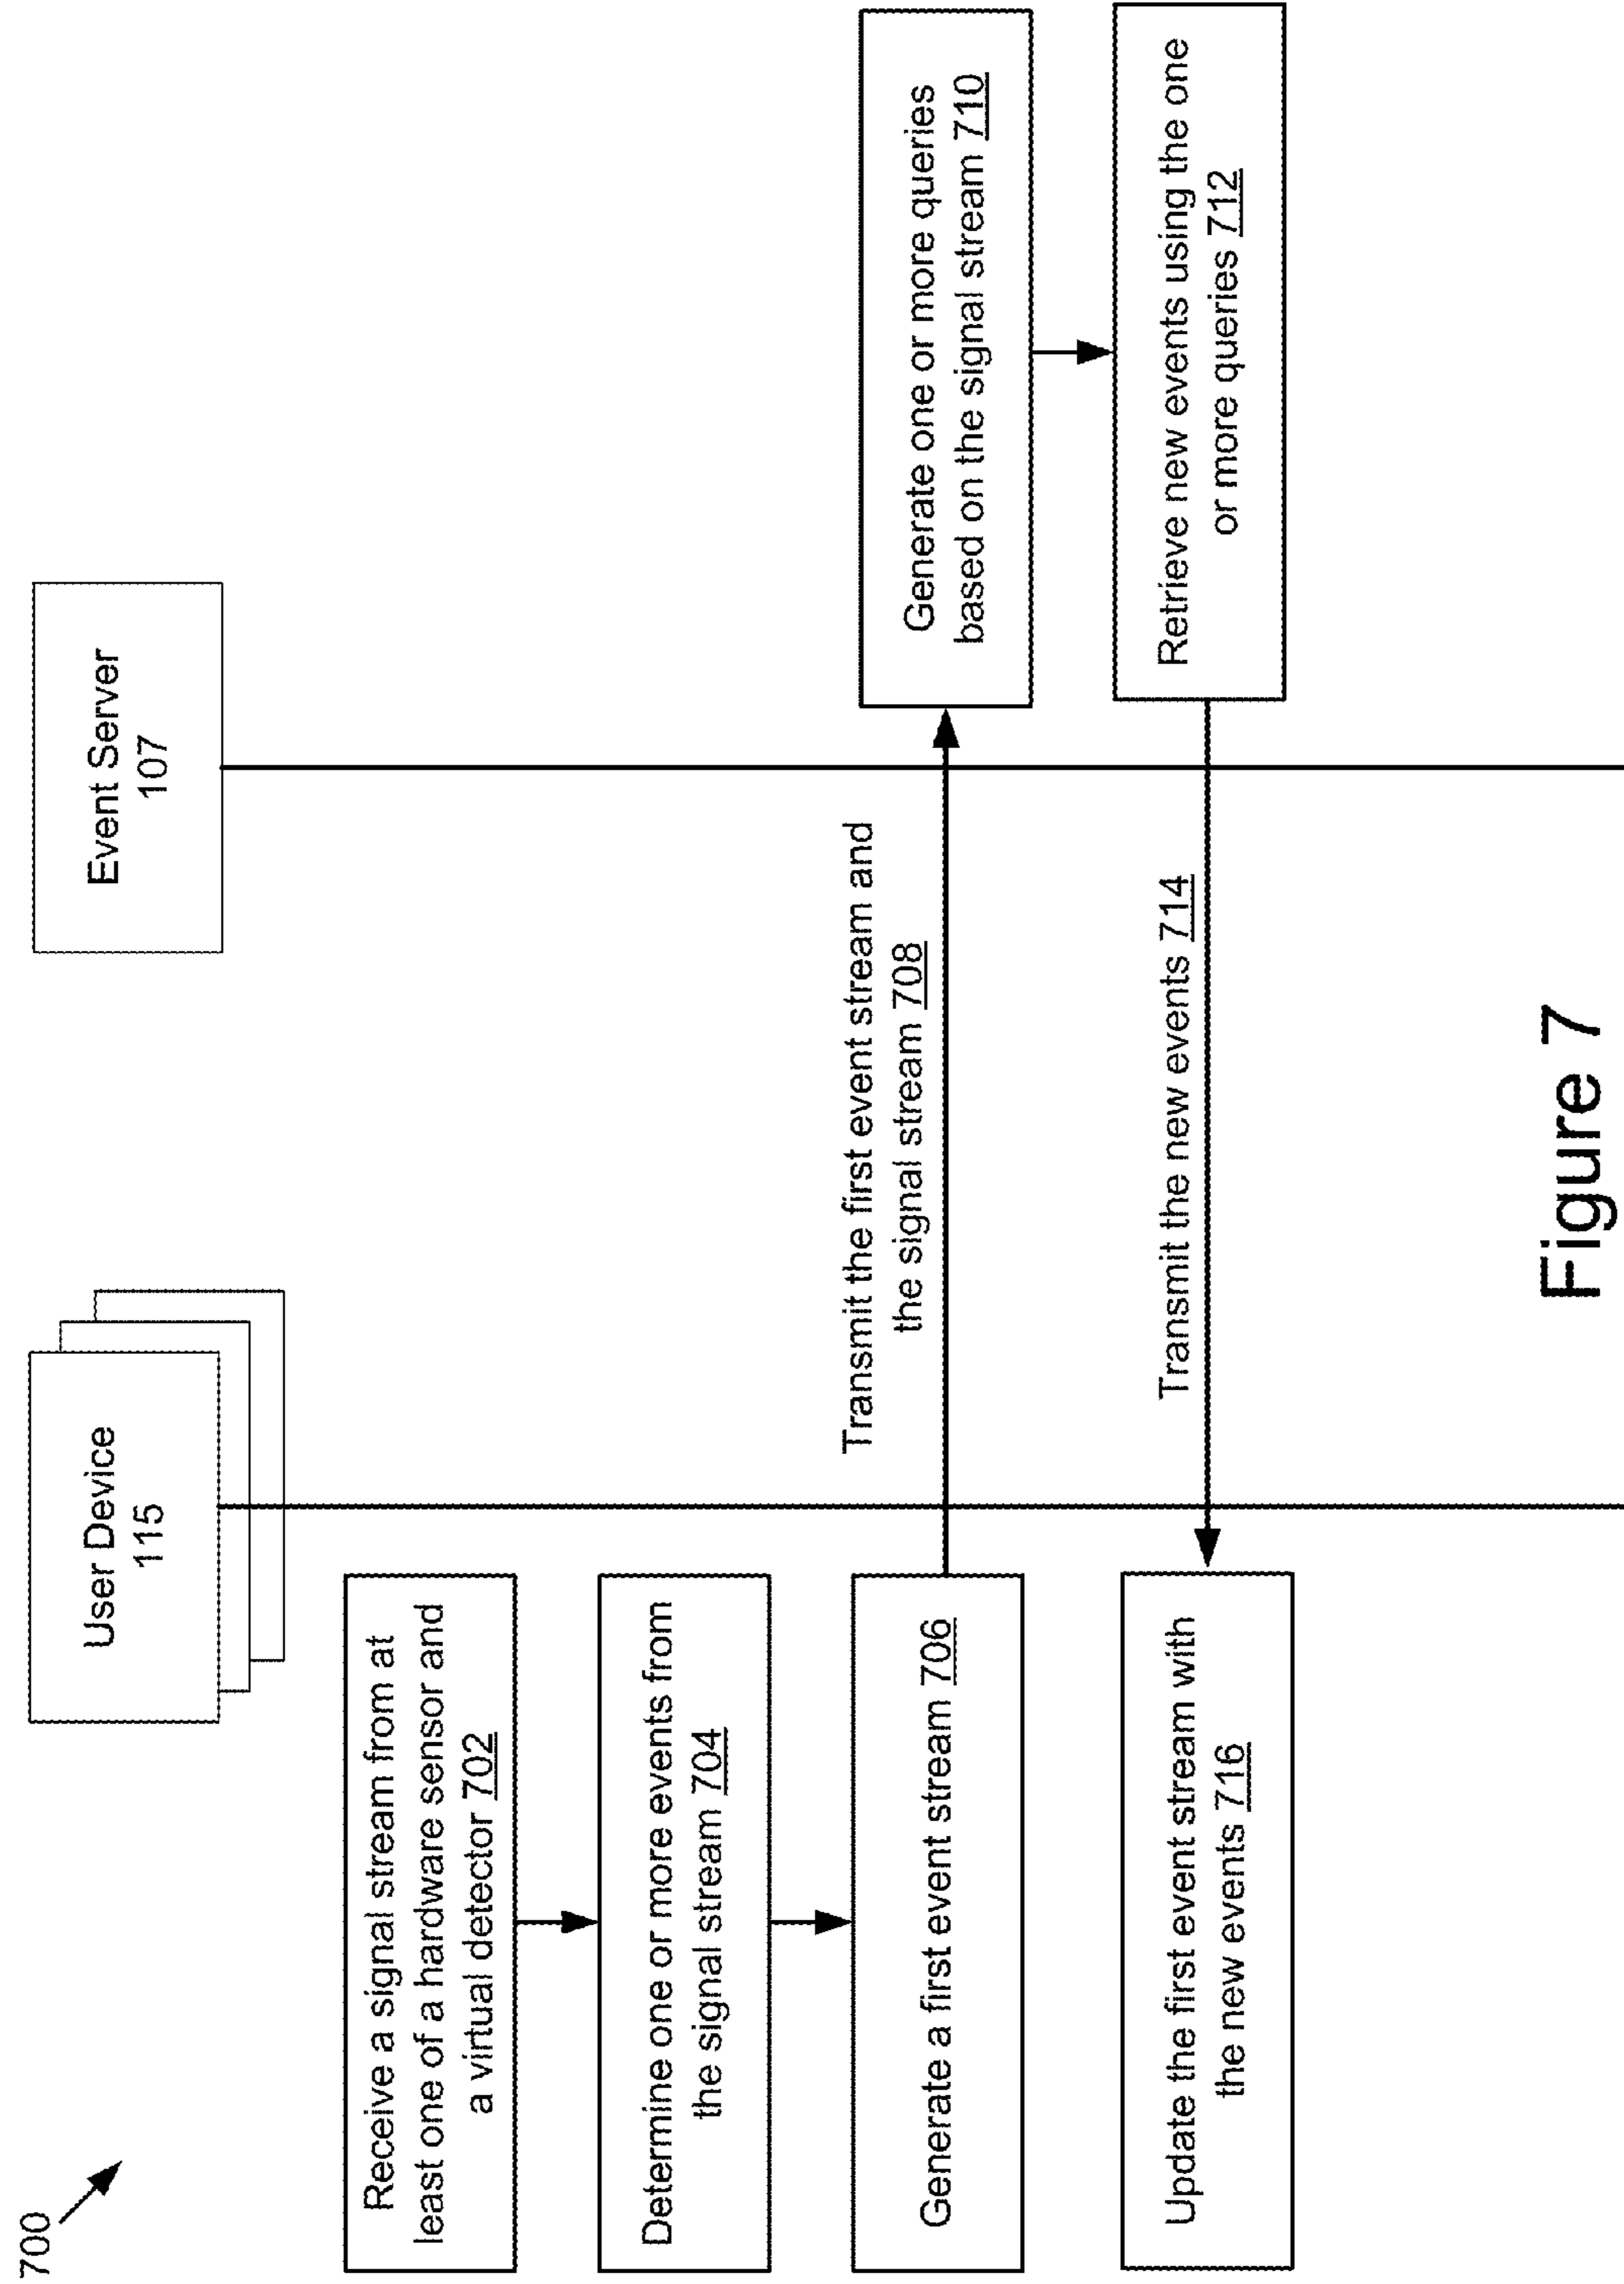 700
User Device
115
Event Server
107
Receive a signal stream from at
least one of a hardware sensor and
a virtual detector 702
Determine one or more events from
the signal stream 704
Generate a first event stream 706
Transmit the first event stream and
the signal stream 708
Generate one or more queries
based on the signal stream 710
Retrieve new events using the one
or more queries 712
Transmit the new events 714
Update the first event stream with
the new events 716
Figure 7